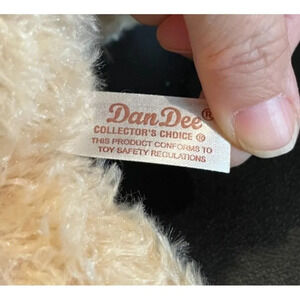 DanDee®
COLLECTOR'S CHOICE ®
THIS PRODUCT CONFORMS TO
TOY SAFETY REGULATIONS